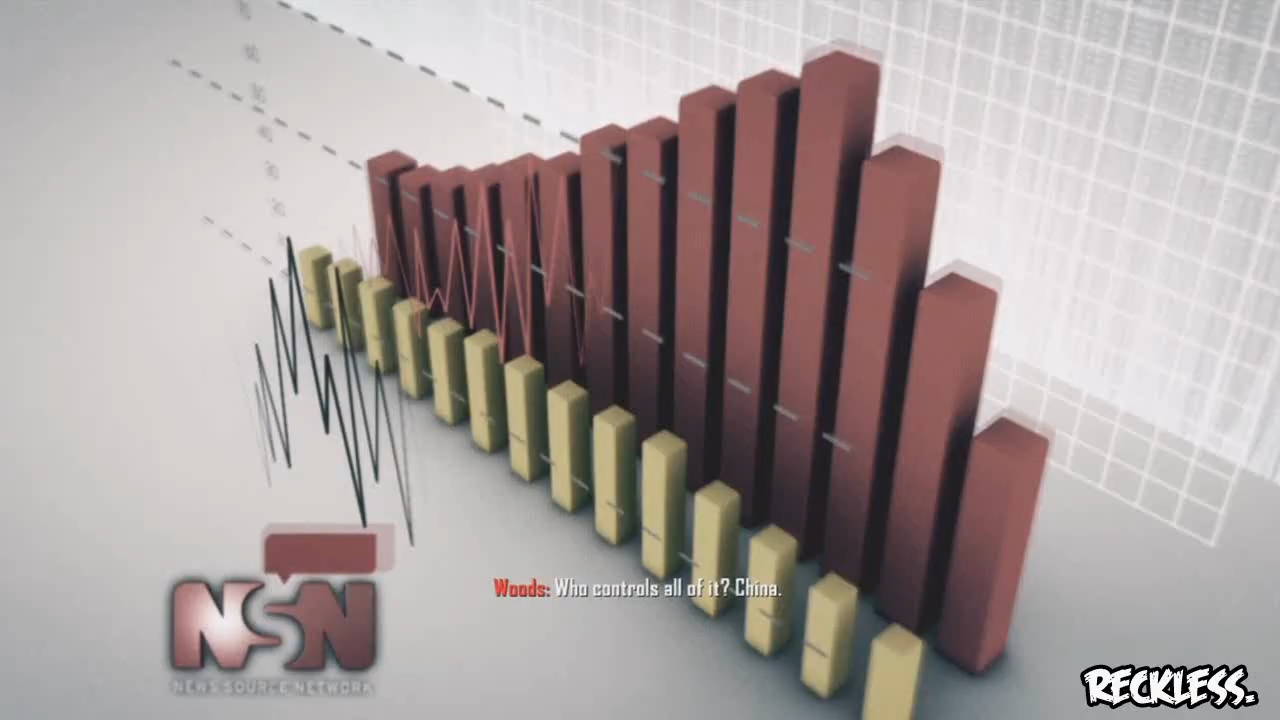 NSN
NEWS SOURCE NETWORK
Woods: Who controls all of it? China.
RECKLESS.